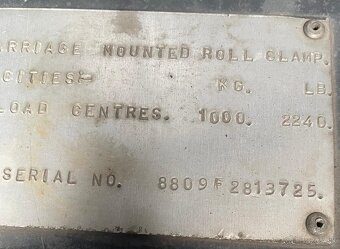 ARRIAGE MOUNTED ROLL CLAMP.
CITIES:- KG. LB.
LOAD CENTRES. 1000. 2240.
SERIAL NO. 8809F2813725.